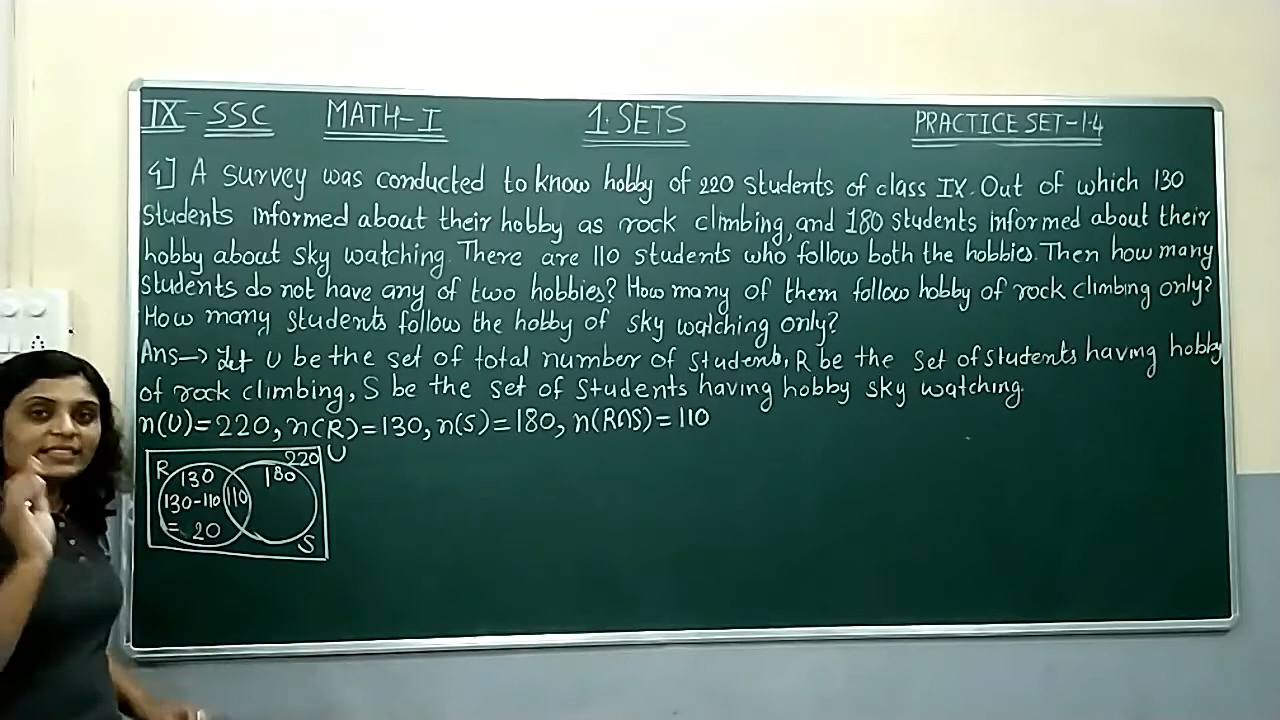 IX-SSC MATH-I 1.SETS PRACTICE SET-1.4
4] A survey was conducted to know hobby of 220 students of class IX. Out of which 130
students informed about their hobby as rock climbing, and 180 students informed about their
hobby about sky watching. There are 110 students who follow both the hobbies. Then how many
students do not have any of two hobbies? How many of them follow hobby of rock climbing only?
How many students follow the hobby of sky watching only?
Ans→ Let U be the set of total number of students, R be the set of students having hobby
of rock climbing, S be the set of students having hobby sky watching.
n(U)=220, n(R)=130, n(S)=180, n(R∩S)=110
220 U
R 130 180
130-110 110
= 20
S